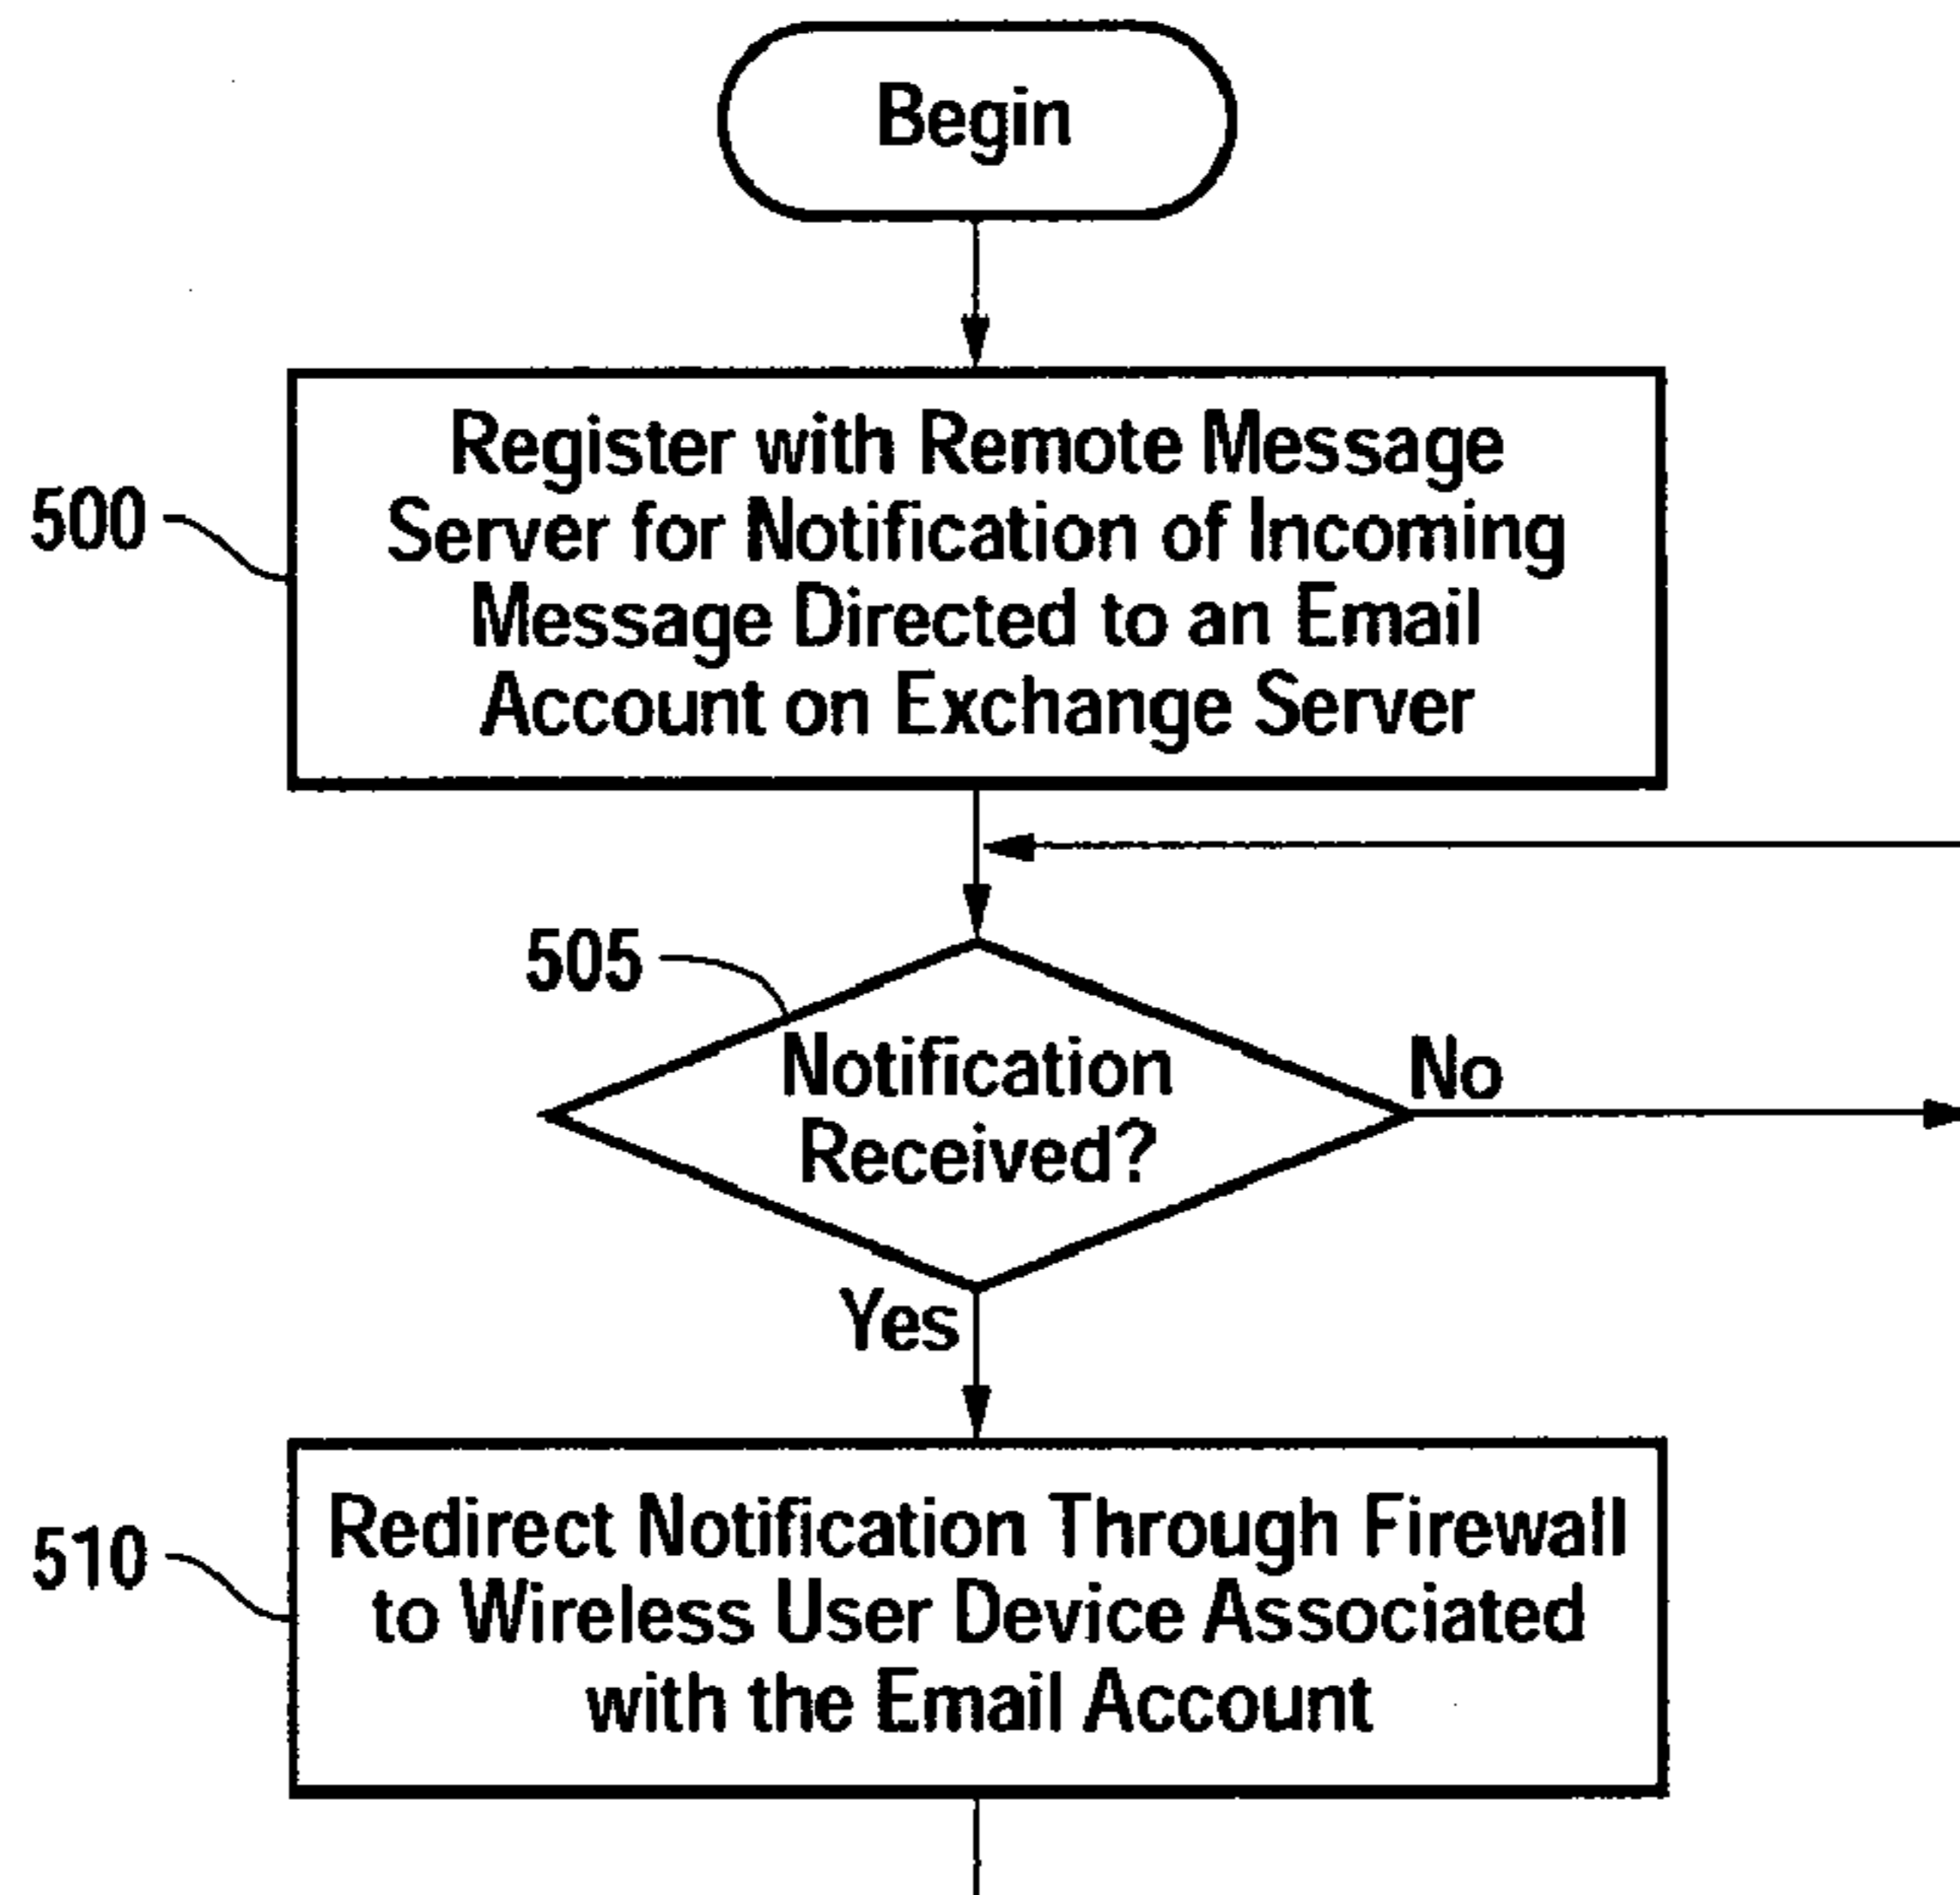 Begin
500
Register with Remote Message
Server for Notification of Incoming
Message Directed to an Email
Account on Exchange Server
505
Notification
Received?
No
Yes
510
Redirect Notification Through Firewall
to Wireless User Device Associated
with the Email Account